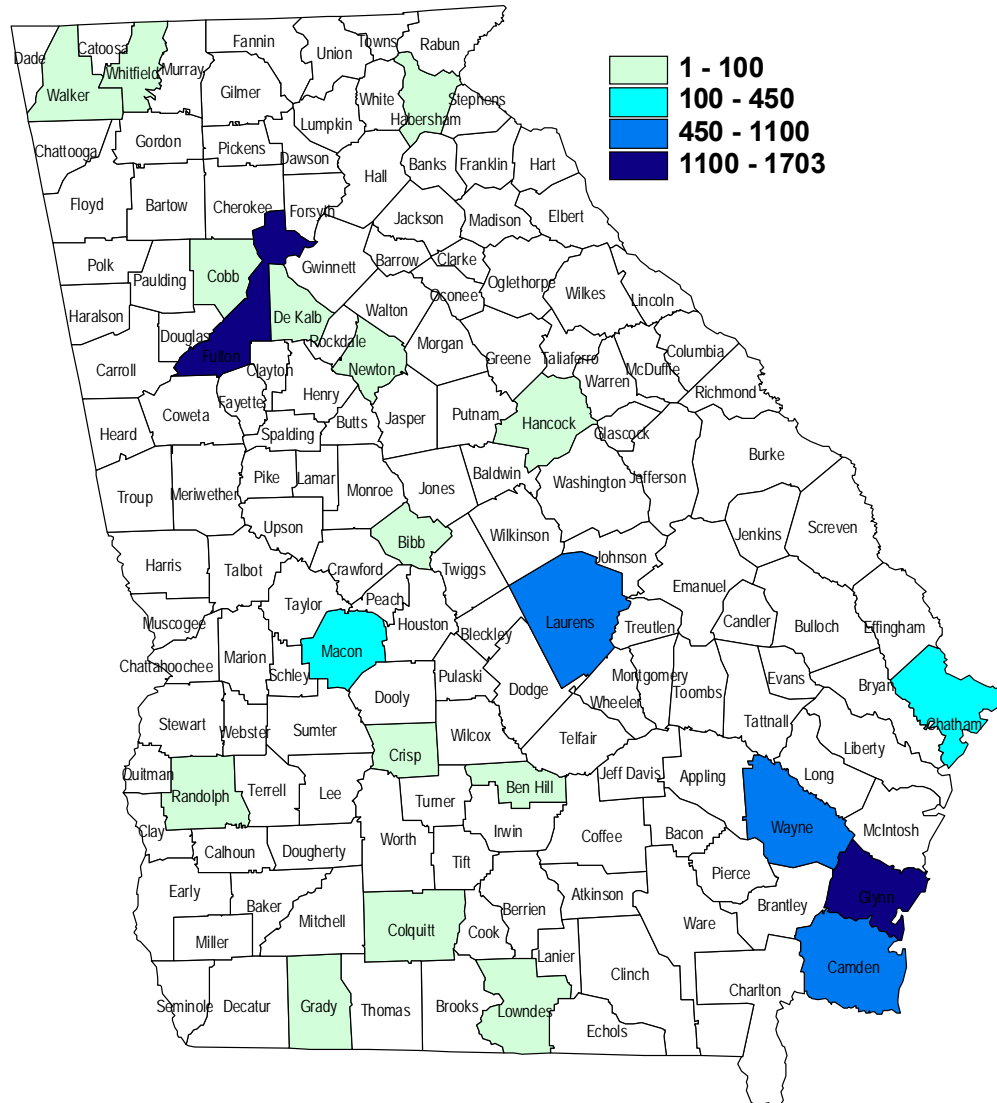 Dade
Catoosa
Whitfield
Murray
Fannin
Union
Towns
Rabun
1 - 100
100 - 450
450 - 1100
1100 - 1703
Walker
Gilmer
White
Stephens
Habersham
Lumpkin
Chattooga
Gordon
Pickens
Dawson
Hall
Banks
Franklin
Hart
Floyd
Bartow
Cherokee
Forsyth
Jackson
Madison
Elbert
Polk
Paulding
Cobb
Gwinnett
Barrow
Clarke
Oglethorpe
Oconee
Wilkes
Lincoln
Haralson
Douglas
De Kalb
Walton
Rockdale
Morgan
Greene
Taliaferro
Columbia
McDuffie
Carroll
Fulton
Clayton
Newton
Warren
Richmond
Heard
Coweta
Fayette
Henry
Spalding
Butts
Jasper
Putnam
Hancock
Glascock
Burke
Troup
Meriwether
Pike
Lamar
Monroe
Jones
Baldwin
Washington
Jefferson
Upson
Bibb
Wilkinson
Johnson
Jenkins
Screven
Harris
Talbot
Crawford
Twiggs
Emanuel
Taylor
Peach
Houston
Bleckley
Laurens
Treutlen
Candler
Bulloch
Effingham
Muscogee
Chattahoochee
Marion
Schley
Macon
Pulaski
Dooly
Dodge
Montgomery
Wheeler
Toombs
Evans
Bryan
Chatham
Stewart
Webster
Sumter
Wilcox
Telfair
Tattnall
Liberty
Crisp
Quitman
Randolph
Terrell
Lee
Turner
Ben Hill
Jeff Davis
Appling
Long
Clay
Calhoun
Dougherty
Worth
Irwin
Tift
Coffee
Bacon
Wayne
McIntosh
Early
Baker
Mitchell
Colquitt
Cook
Berrien
Atkinson
Pierce
Ware
Brantley
Glynn
Miller
Lanier
Clinch
Charlton
Camden
Seminole
Decatur
Grady
Thomas
Brooks
Lowndes
Echols